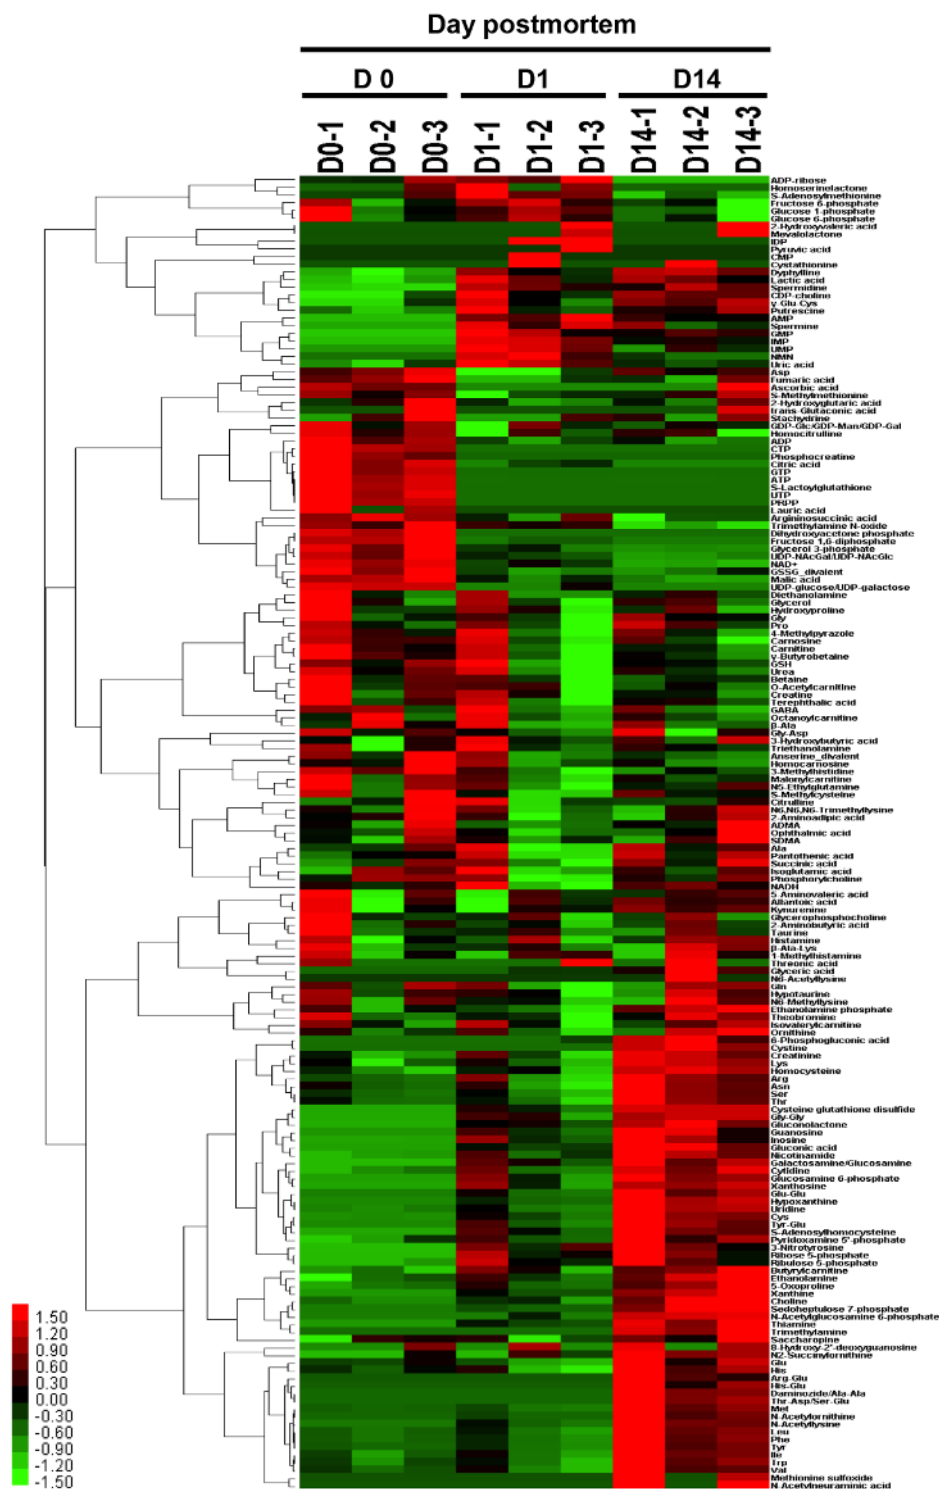 Day postmortem
D 0
D1
D14
D0-1
D0-2
D0-3
D1-1
D1-2
D1-3
D14-1
D14-2
D14-3
ADP-ribose
Homoserinelactone
S-Adenosylmethionine
Fructose 6-phosphate
Glucose 1-phosphate
Glucose 6-phosphate
2-Hydroxyvaleric acid
Mevalolactone
IDP
Pyruvic acid
CMP
Cystathionine
Dyphylline
Lactic acid
Spermidine
CDP-choline
γ-Glu-Cys
Putrescine
AMP
Spermine
GMP
IMP
UMP
NMN
Uric acid
Asp
Fumaric acid
Ascorbic acid
S-Methylmethionine
2-Hydroxyglutaric acid
trans-Glutaconic acid
Stachydrine
GDP-Glc/GDP-Man/GDP-Gal
Homocitrulline
ADP
CTP
Phosphocreatine
Citric acid
GTP
ATP
S-Lactoylglutathione
UTP
PRPP
Lauric acid
Argininosuccinic acid
Trimethylamine N-oxide
Dihydroxyacetone phosphate
Fructose 1,6-diphosphate
Glycerol 3-phosphate
UDP-NAcGal/UDP-NAcGlc
NAD+
GSSG_divalent
Malic acid
UDP-glucose/UDP-galactose
Diethanolamine
Glycerol
Hydroxyproline
Gly
Pro
4-Methylpyrazole
Carnosine
Carnitine
γ-Butyrobetaine
GSH
Urea
Betaine
O-Acetylcarnitine
Creatine
Terephthalic acid
GABA
Octanoylcarnitine
β-Ala
Gly-Asp
3-Hydroxybutyric acid
Triethanolamine
Anserine_divalent
Homocarnosine
3-Methylhistidine
Malonylcarnitine
N5-Ethylglutamine
S-Methylcysteine
Citrulline
N6,N6,N6-Trimethyllysine
2-Aminoadipic acid
ADMA
Ophthalmic acid
SDMA
Ala
Pantothenic acid
Succinic acid
Isoglutamic acid
Phosphorylcholine
NADH
5-Aminovaleric acid
Allantoic acid
Kynurenine
Glycerophosphocholine
2-Aminobutyric acid
Taurine
Histamine
β-Ala-Lys
1-Methylhistamine
Threonic acid
Glyceric acid
N6-Acetyllysine
Gln
Hypotaurine
N6-Methyllysine
Ethanolamine phosphate
Theobromine
Isovalerylcarnitine
Ornithine
6-Phosphogluconic acid
Cystine
Creatinine
Lys
Homocysteine
Arg
Asn
Ser
Thr
Cysteine glutathione disulfide
Gly-Gly
Gluconolactone
Guanosine
Inosine
Gluconic acid
Nicotinamide
Galactosamine/Glucosamine
Cytidine
Glucosamine 6-phosphate
Xanthosine
Glu-Glu
Hypoxanthine
Uridine
Cys
Tyr-Glu
S-Adenosylhomocysteine
Pyridoxamine 5'-phosphate
3-Nitrotyrosine
Ribose 5-phosphate
Ribulose 5-phosphate
Butyrylcarnitine
Ethanolamine
5-Oxoproline
Xanthine
Choline
Sedoheptulose 7-phosphate
N-Acetylglucosamine 6-phosphate
Thiamine
Trimethylamine
Saccharopine
8-Hydroxy-2'-deoxyguanosine
N2-Succinylornithine
Glu
His
Arg-Glu
His-Glu
Daminozide/Ala-Ala
Thr-Asp/Ser-Glu
Met
N-Acetylornithine
N-Acetyllysine
Leu
Phe
Tyr
Ile
Trp
Val
Methionine sulfoxide
N-Acetylneuraminic acid
1.50
1.20
0.90
0.60
0.30
0.00
-0.30
-0.60
-0.90
-1.20
-1.50